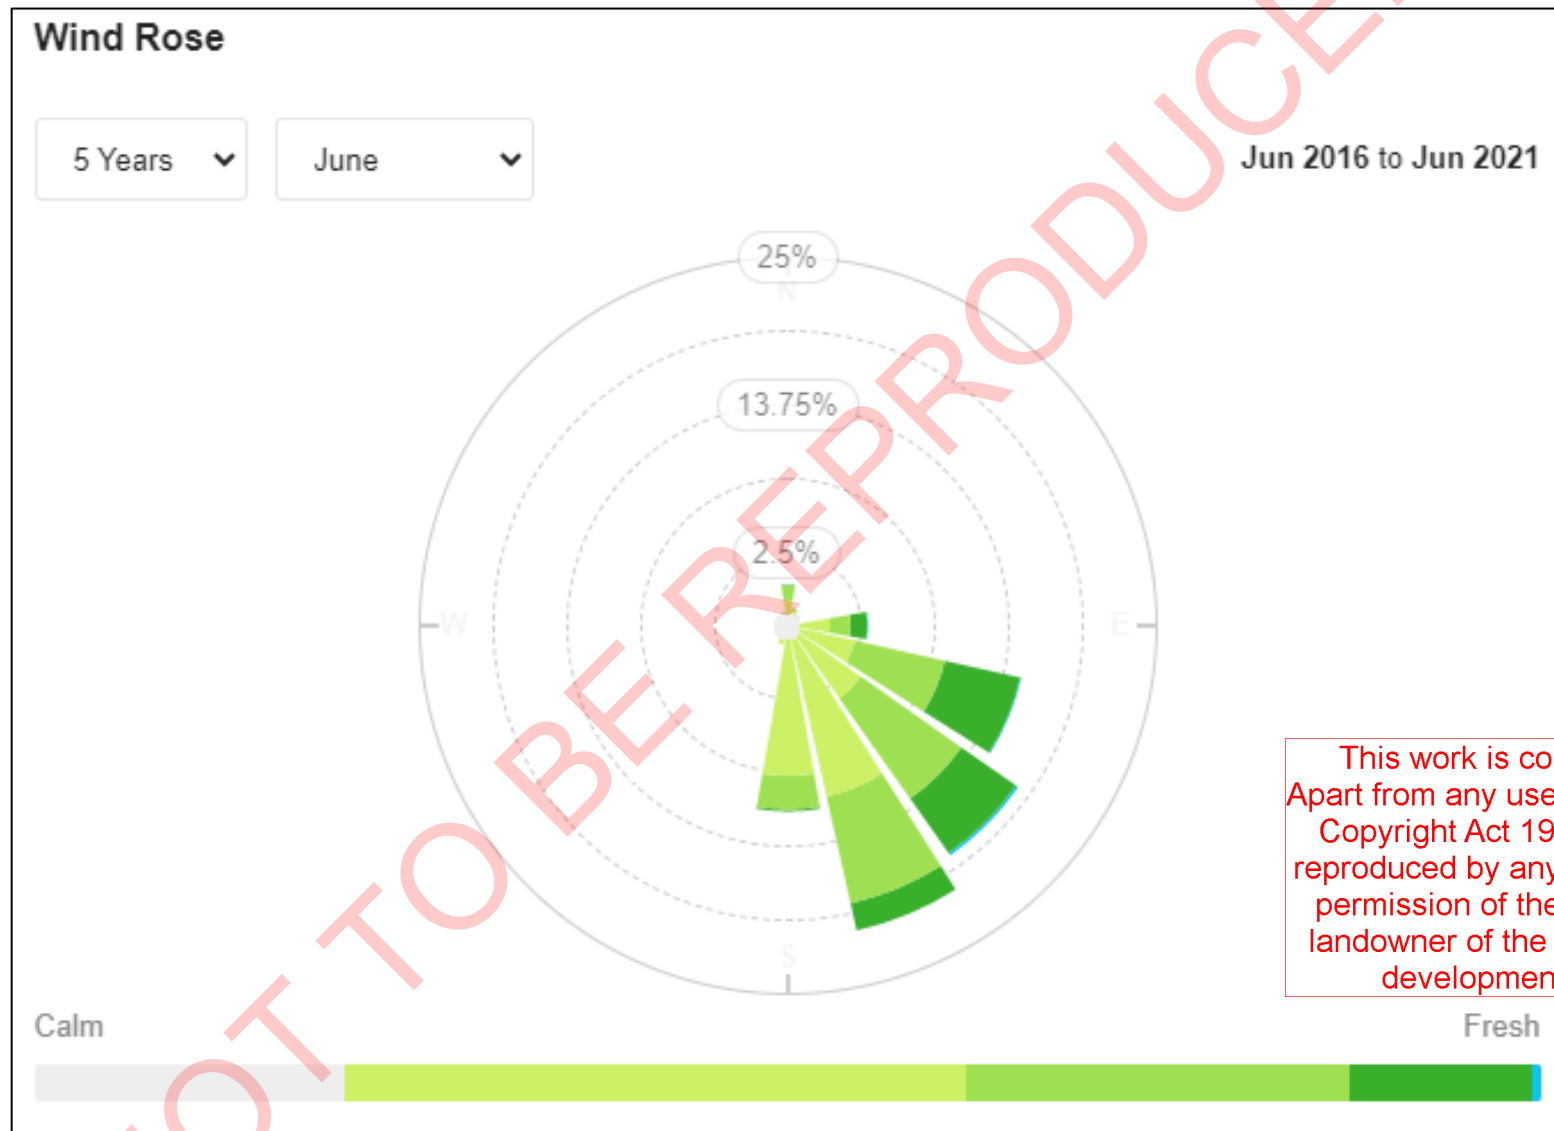 Wind Rose
5 Years
June
Jun 2016 to Jun 2021
25%
N
13.75%
2.5%
W
E
S
This work is co
Apart from any use
Copyright Act 19
reproduced by any
permission of the
landowner of the
developmen
Calm
Fresh
NOT TO BE REPRODUCE